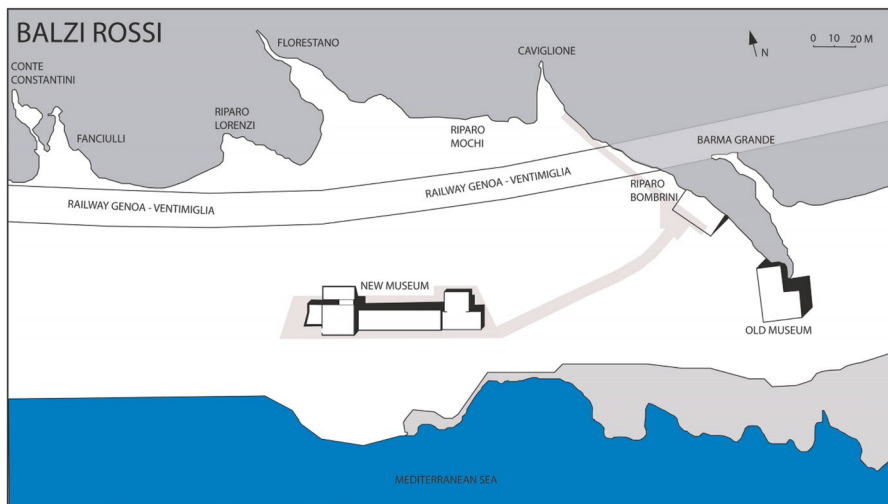 BALZI ROSSI
FLORESTANO
CAVIGLIONE
N
0 10 20 M
CONTE
CONSTANTINI
FANCIULLI
RIPARO
LORENZI
RIPARO
MOCHI
BARMA GRANDE
RAILWAY GENOA - VENTIMIGLIA
RAILWAY GENOA - VENTIMIGLIA
RIPARO
BOMBRINI
NEW MUSEUM
OLD MUSEUM
MEDITERRANEAN SEA